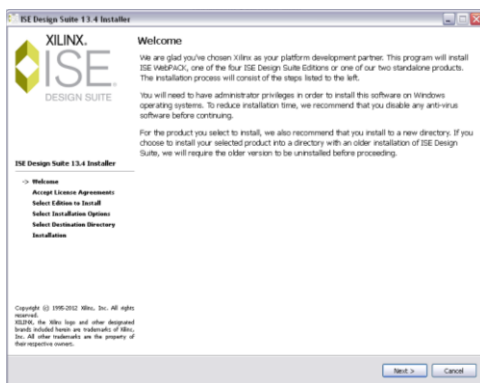 ISE Design Suite 13.4 Installer
XILINX.
ISE
DESIGN SUITE
ISE Design Suite 13.4 Installer
-> Welcome
Accept License Agreements
Select Edition to Install
Select Installation Options
Select Destination Directory
Installation
Copyright (c) 1995-2012 Xilinx, Inc. All rights
reserved.
XILINX, the Xilinx logo and other designated
brands included herein are trademarks of Xilinx,
Inc. All other trademarks are the property of
their respective owners.
Welcome
We are glad you've chosen Xilinx as your platform development partner. This program will install
ISE WebPACK, one of the four ISE Design Suite Editions or one of our two standalone products.
The installation process will consist of the steps listed to the left.
You will need to have administrator privileges in order to install this software on Windows
operating systems. To reduce installation time, we recommend that you disable any anti-virus
software before continuing.
For the product you select to install, we also recommend that you install to a new directory. If you
choose to install your selected product into a directory with an older installation of ISE Design
Suite, we will require the older version to be uninstalled before proceeding.
Next >
Cancel